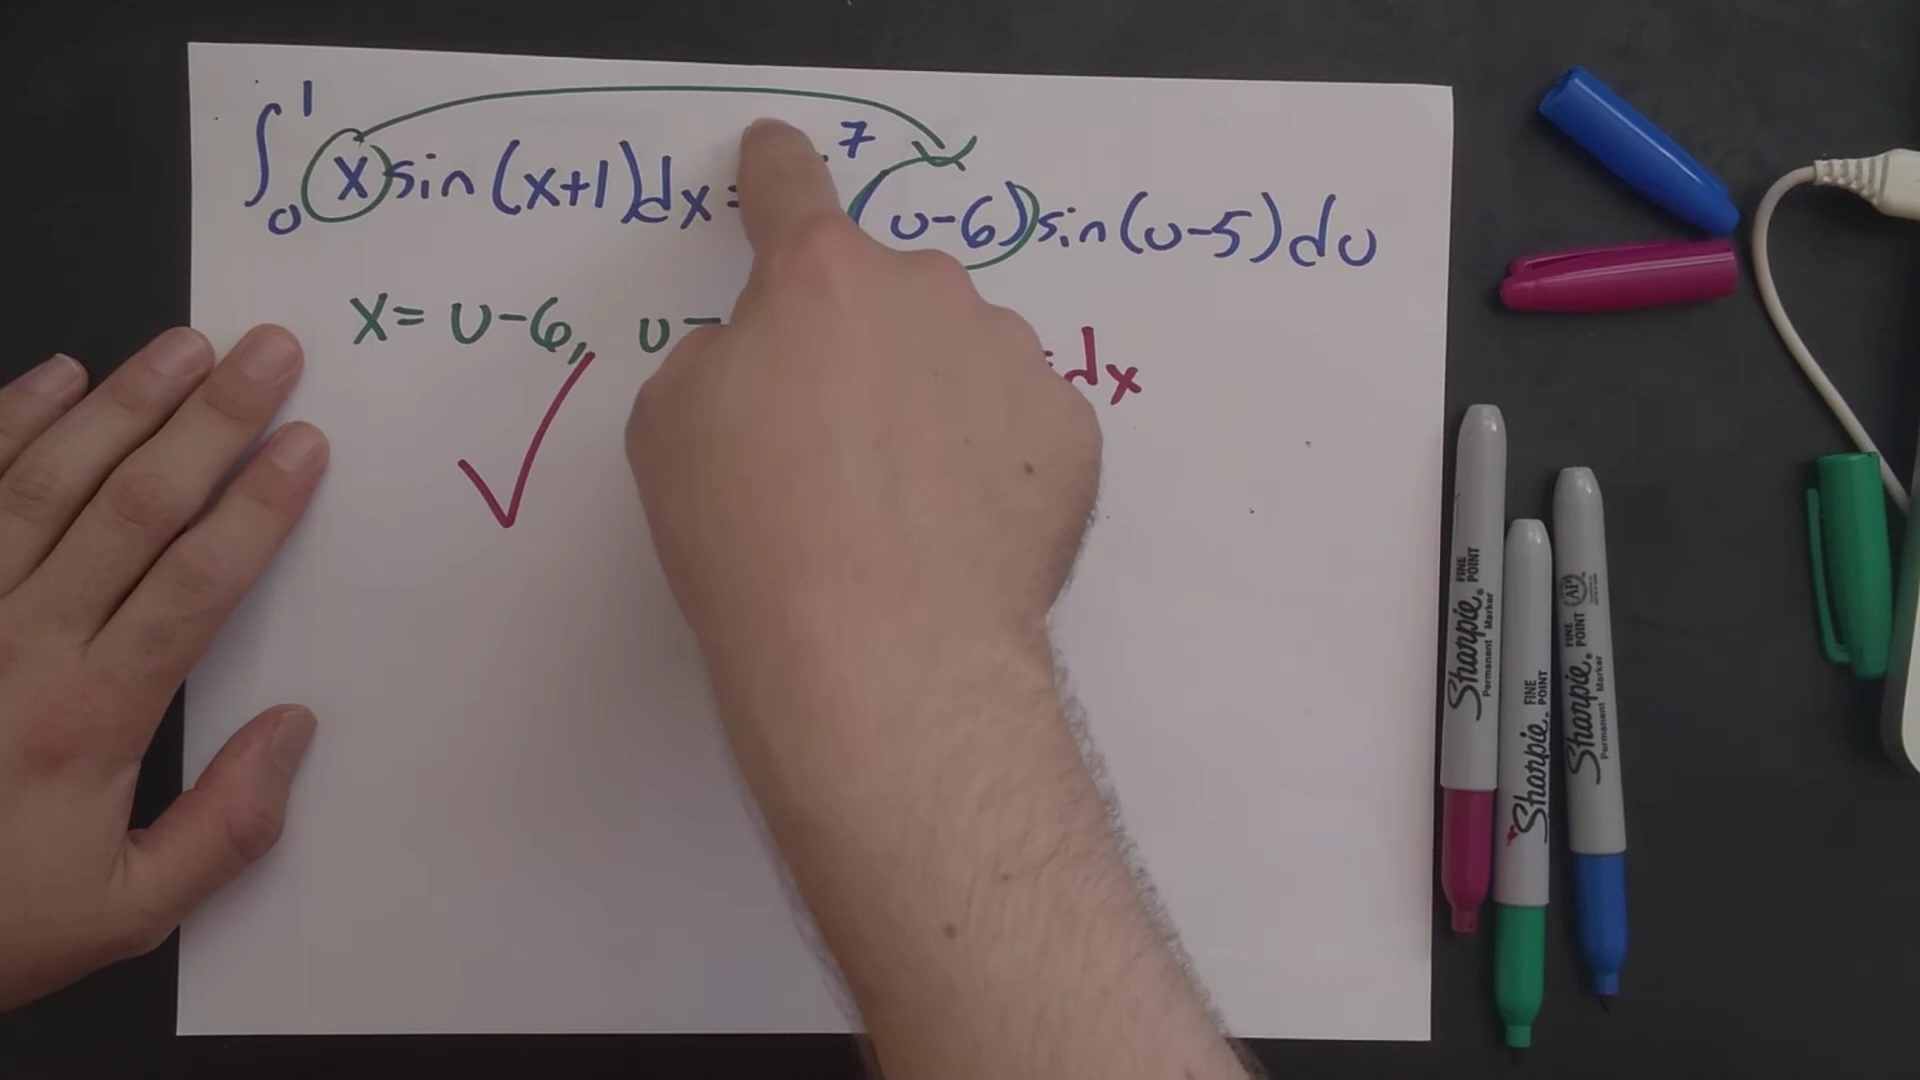 ∫₀¹ x sin(x+1)dx = ⁷ (u-6) sin(u-5)du
x= u-6, u= =dx
✓
Sharpie. FINE POINT Permanent Marker
Sharpie. FINE POINT
Sharpie. FINE POINT Permanent Marker AP